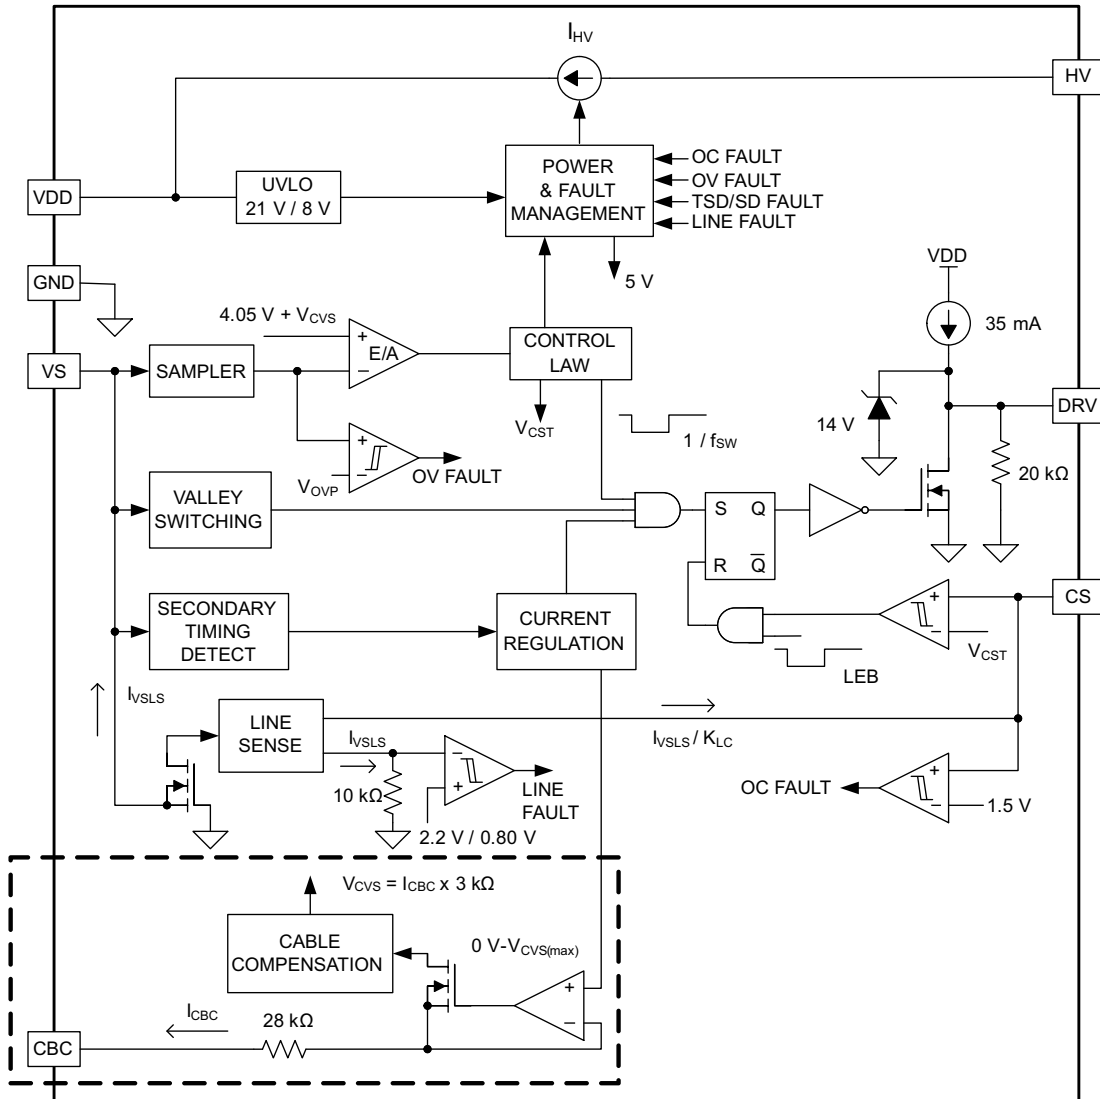 I_HV
HV
VDD
UVLO
21 V / 8 V
POWER
& FAULT
MANAGEMENT
OC FAULT
OV FAULT
TSD/SD FAULT
LINE FAULT
5 V
GND
VDD
35 mA
4.05 V + V_CVS
+
E/A
−
CONTROL
LAW
VS
SAMPLER
V_CST
14 V
DRV
1 / f_SW
20 kΩ
+
−
V_OVP
OV FAULT
VALLEY
SWITCHING
S
Q
R
Q̅
SECONDARY
TIMING
DETECT
CURRENT
REGULATION
+
−
CS
V_CST
LEB
I_VSLS
LINE
SENSE
I_VSLS
I_VSLS / K_LC
−
+
10 kΩ
LINE
FAULT
2.2 V / 0.80 V
OC FAULT
+
−
1.5 V
V_CVS = I_CBC x 3 kΩ
CABLE
COMPENSATION
0 V-V_CVS(max)
+
−
I_CBC
28 kΩ
CBC